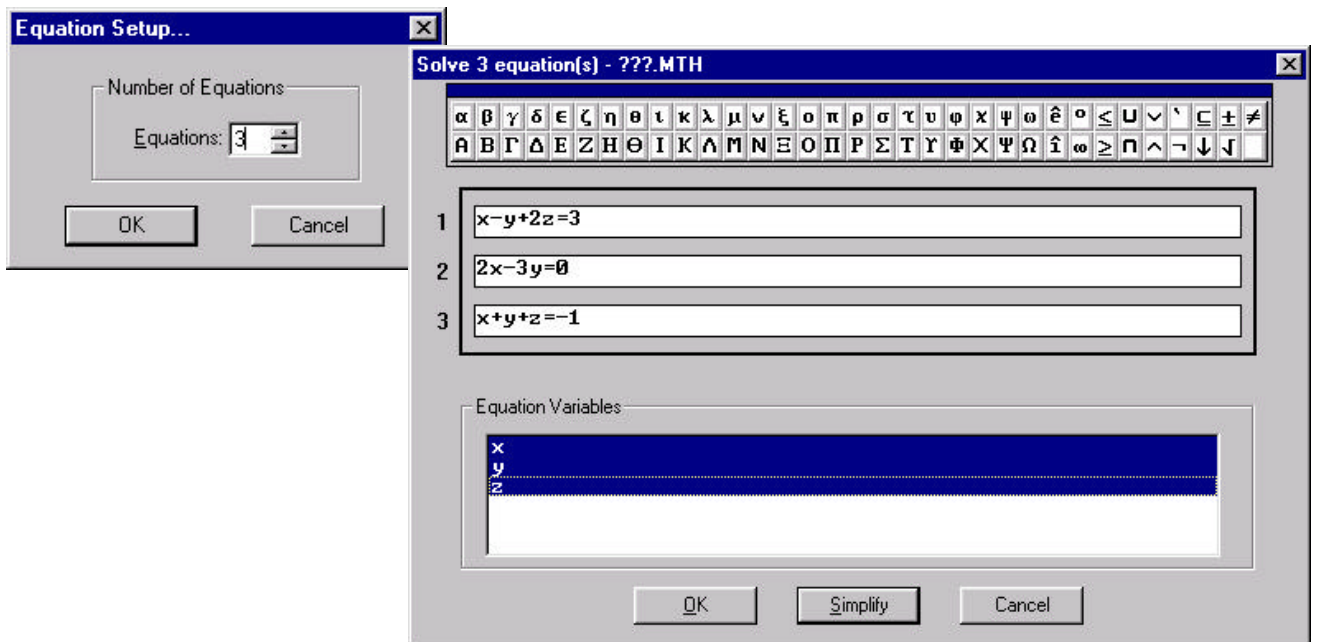 Equation Setup...
Number of Equations
Equations: 3
OK Cancel
Solve 3 equation(s) - ???.MTH
α β γ δ ε ζ η θ ι κ λ μ ν ξ ο π ρ σ τ υ φ χ ψ ω ê ° ≤ ∪ ∨ ` ⊆ ± ≠
Α Β Γ Δ Ε Ζ Η Θ Ι Κ Λ Μ Ν Ξ Ο Π Ρ Σ Τ Υ Φ Χ Ψ Ω î ∞ ≥ ∩ ∧ ¬ ↓ √
1 x-y+2z=3
2 2x-3y=0
3 x+y+z=-1
Equation Variables
x
y
z
OK Simplify Cancel